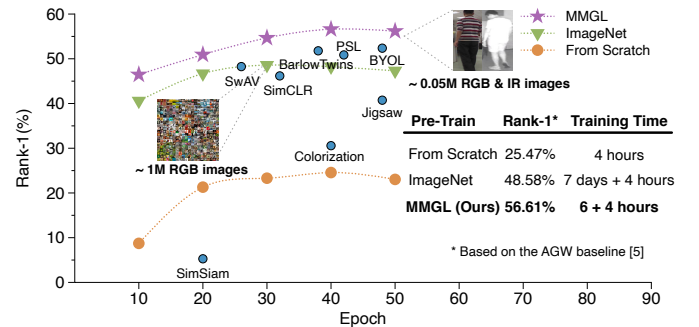 60
50
40
30
20
10
0
Rank-1(%)
10 20 30 40 50 60 70 80 90
Epoch
MMGL
ImageNet
From Scratch
SwAV
SimCLR
BarlowTwins
PSL
BYOL
Jigsaw
Colorization
SimSiam
~ 1M RGB images
~ 0.05M RGB & IR images
Pre-Train Rank-1* Training Time
From Scratch 25.47% 4 hours
ImageNet 48.58% 7 days + 4 hours
MMGL (Ours) 56.61% 6 + 4 hours
* Based on the AGW baseline [5]